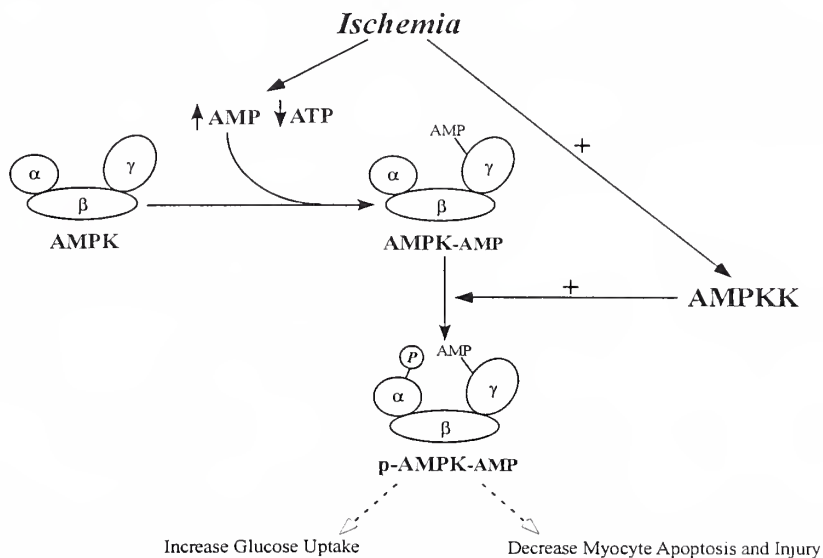 Ischemia
↑ AMP ↓ ATP
AMP
+
α γ
β
α γ
β
AMPK
AMPK-AMP
+
AMPKK
P
AMP
α γ
β
p-AMPK-AMP
Increase Glucose Uptake
Decrease Myocyte Apoptosis and Injury